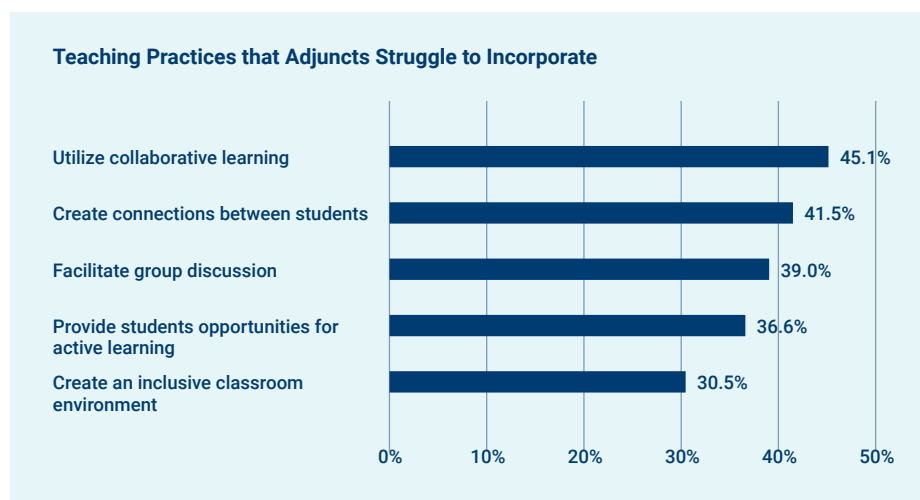 Teaching Practices that Adjuncts Struggle to Incorporate
Utilize collaborative learning
45.1%
Create connections between students
41.5%
Facilitate group discussion
39.0%
Provide students opportunities for
active learning
36.6%
Create an inclusive classroom
environment
30.5%
0% 10% 20% 30% 40% 50%